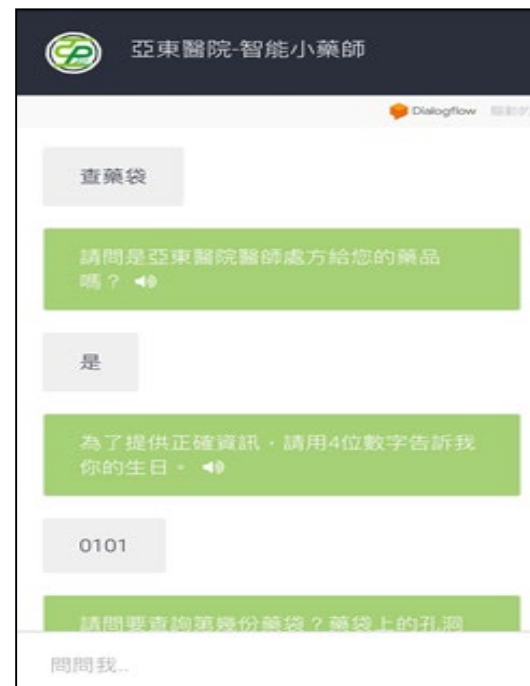 亞東醫院-智能小藥師
Dialogflow
查藥袋
請問是亞東醫院醫師處方給您的藥品
嗎？
是
為了提供正確資訊，請用4位數字告訴我
你的生日。
0101
請問要查詢第幾份藥袋？藥袋上的孔洞
問問我..